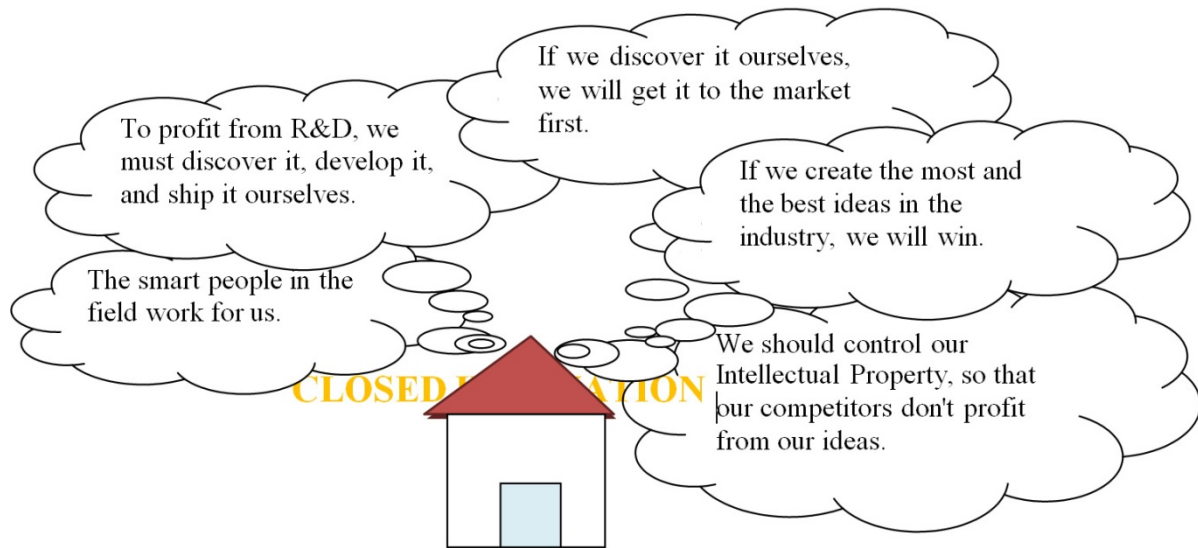 If we discover it ourselves,
we will get it to the market
first.
To profit from R&D, we
must discover it, develop it,
and ship it ourselves.
If we create the most and
the best ideas in the
industry, we will win.
The smart people in the
field work for us.
We should control our
Intellectual Property, so that
our competitors don't profit
from our ideas.
CLOSED